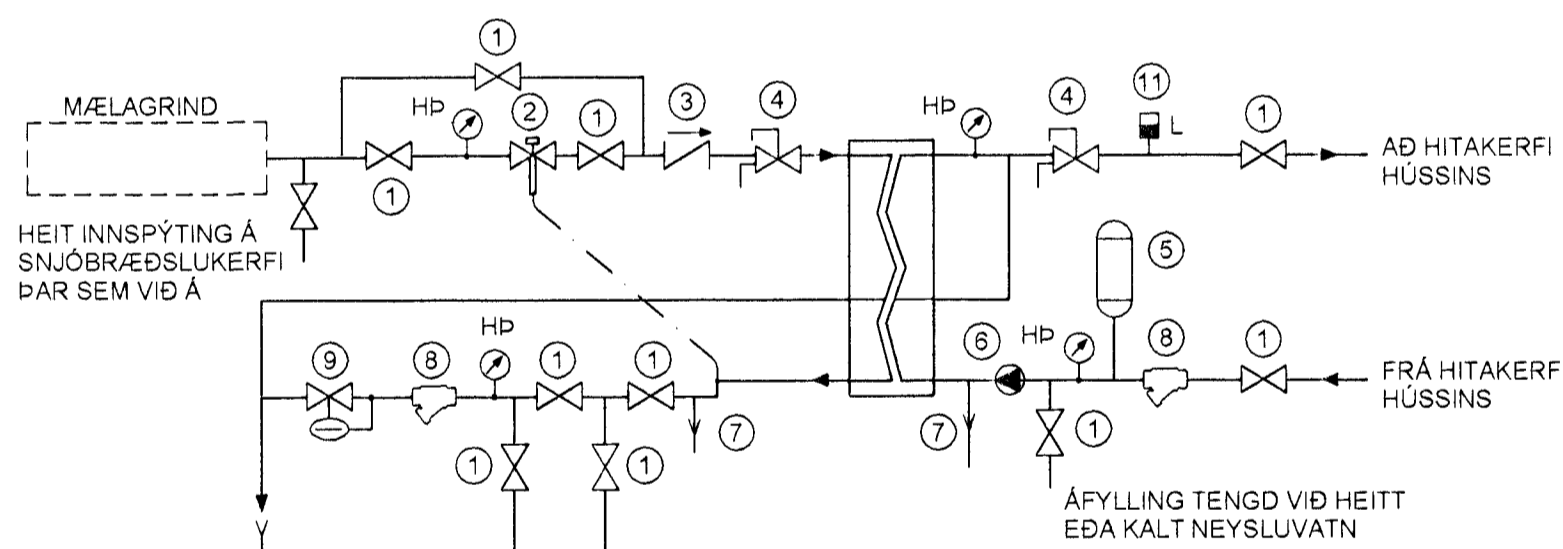 1
MÆLAGRIND
HÞ
2
1
3
4
HÞ
4
11
L
1
1
AÐ HITAKERFI
HÚSSINS
HEIT INNSPÝTING Á
SNJÓBRÆÐSLUKERFI
ÞAR SEM VIÐ Á
5
9
8
HÞ
1
1
6
HÞ
8
1
FRÁ HITAKERF
HÚSSINS
7
7
1
1
1
ÁFYLLING TENGD VIÐ HEITT
EÐA KALT NEYSLUVATN